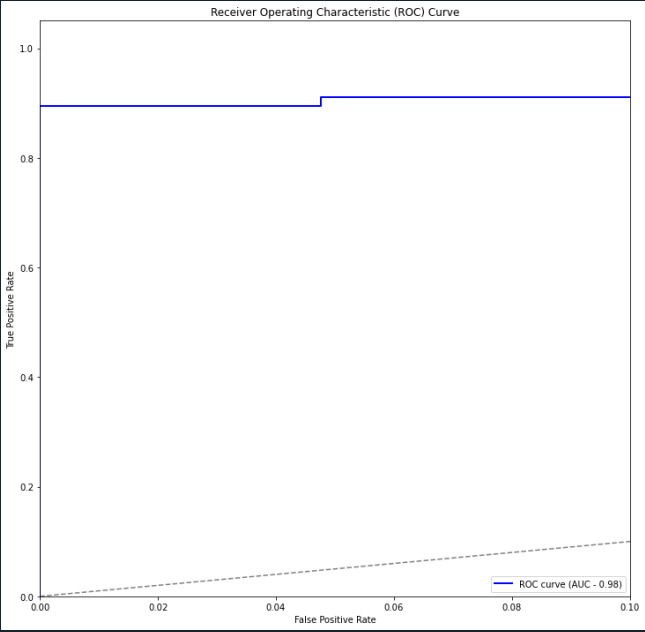 Receiver Operating Characteristic (ROC) Curve
1.0
0.8
0.6
0.4
0.2
0.0
True Positive Rate
0.00 0.02 0.04 0.06 0.08 0.10
False Positive Rate
ROC curve (AUC - 0.98)